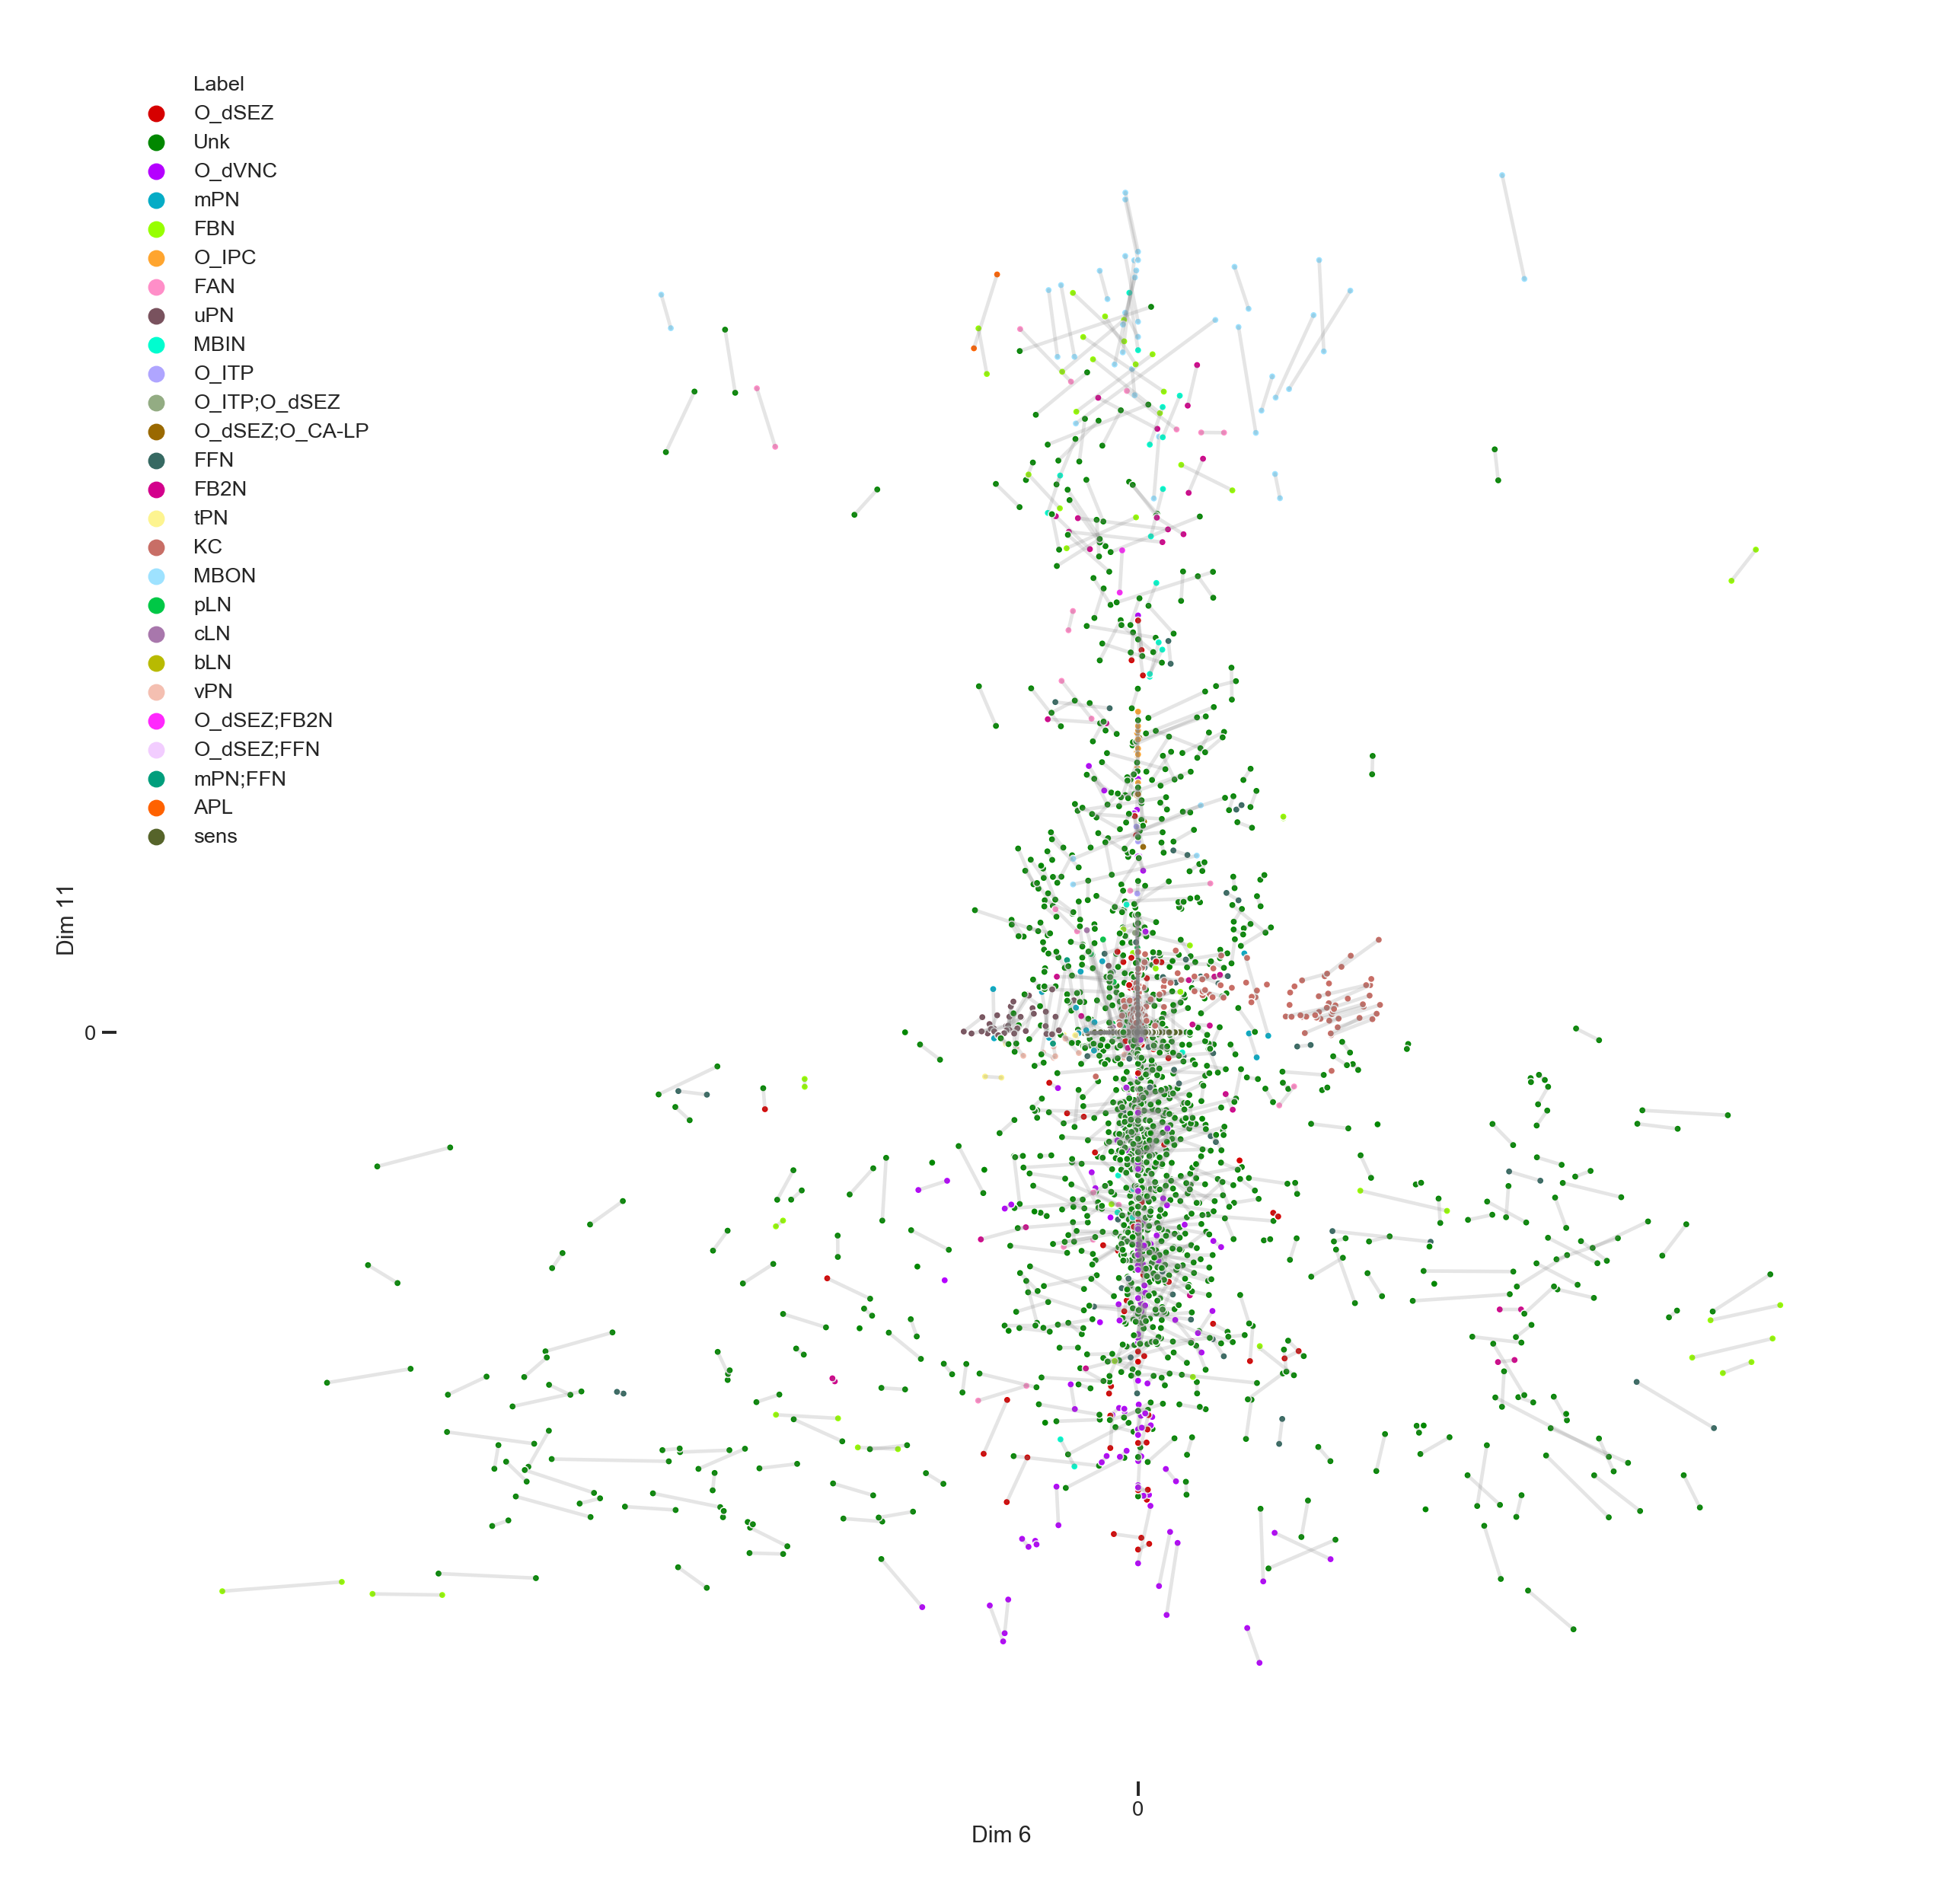 Label
O_dSEZ
Unk
O_dVNC
mPN
FBN
O_IPC
FAN
uPN
MBIN
O_ITP
O_ITP;O_dSEZ
O_dSEZ;O_CA-LP
FFN
FB2N
tPN
KC
MBON
pLN
cLN
bLN
vPN
O_dSEZ;FB2N
O_dSEZ;FFN
mPN;FFN
APL
sens
Dim 11
0
0
Dim 6